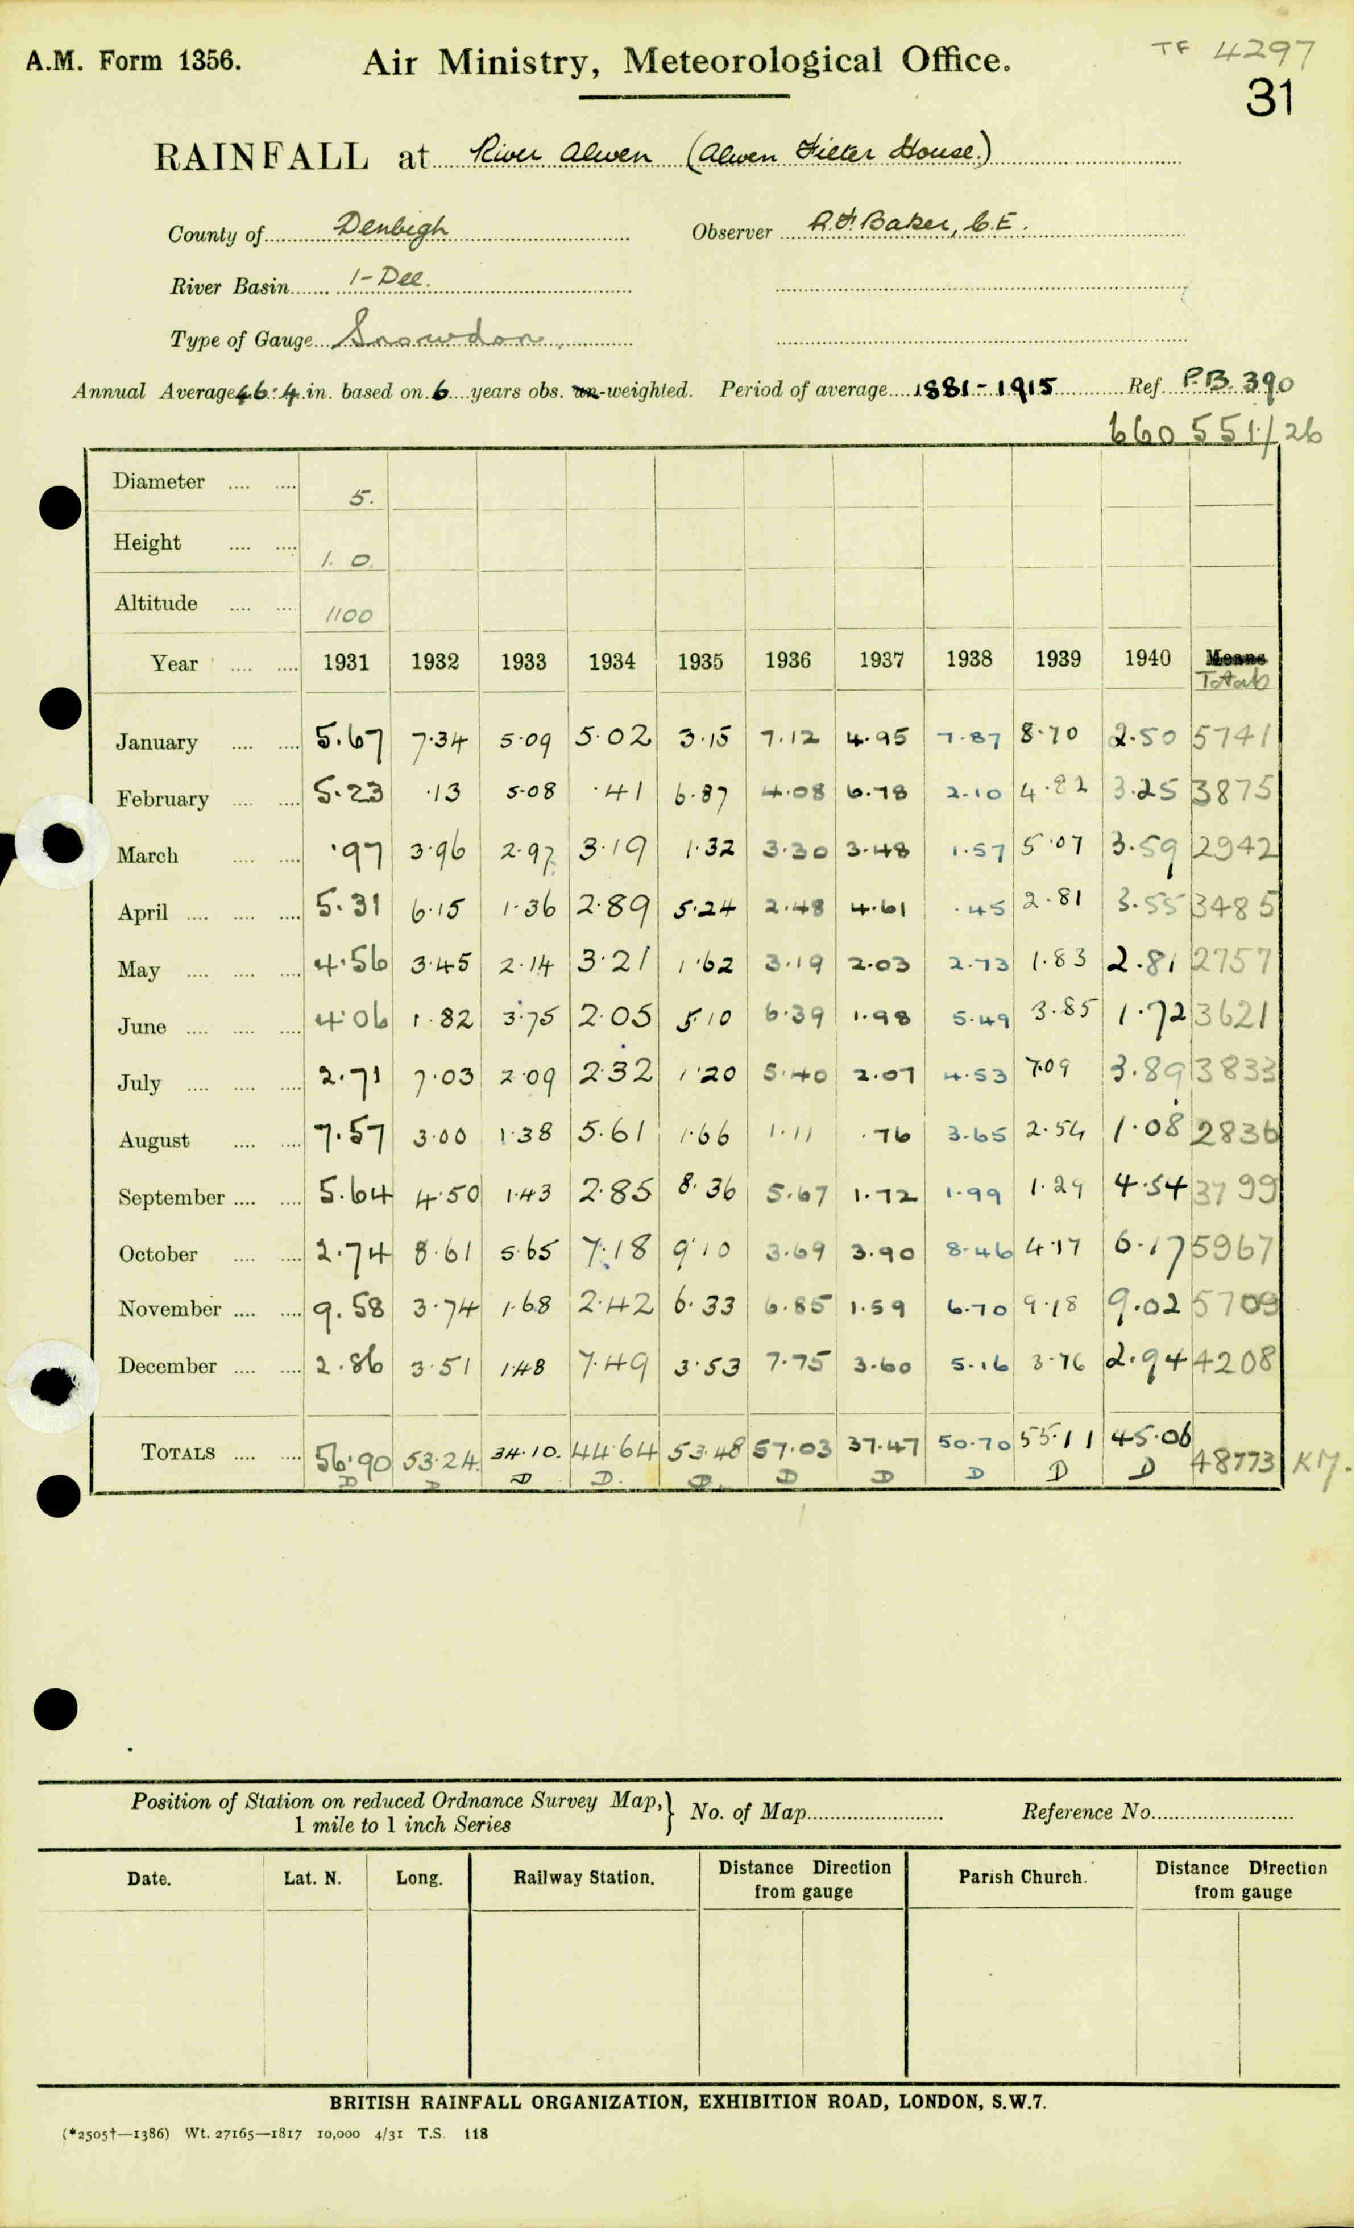 A.M. Form 1356. Air Ministry, Meteorological Office. TF 4297
31
RAINFALL at River Alwen (Alwen Filter House.)
County of Denbigh Observer A.F. Baker, C.E.
River Basin 1-Dee.
Type of Gauge Snowdon.
Annual Average 46.4 in. based on 6 years obs. un-weighted. Period of average 1881-1915 Ref. P.B. 390
660 551/26
Diameter 5.
Height 1. 0.
Altitude 1100
Year 1931 1932 1933 1934 1935 1936 1937 1938 1939 1940 Means
Totals
January 5.67 7.34 5.09 5.02 3.15 7.12 4.95 7.87 8.70 2.50 5741
February 5.23 .13 5.08 .41 6.87 4.08 6.78 2.10 4.82 3.25 3875
March .97 3.96 2.97 3.19 1.32 3.30 3.48 1.57 5.07 3.59 2942
April 5.31 6.15 1.36 2.89 5.24 2.48 4.61 .45 2.81 3.55 3485
May 4.56 3.45 2.14 3.21 1.62 3.19 2.03 2.73 1.83 2.81 2757
June 4.06 1.82 3.75 2.05 5.10 6.39 1.98 5.49 3.85 1.72 3621
July 2.71 7.03 2.09 2.32 1.20 5.40 2.07 4.53 7.09 3.89 3833
August 7.57 3.00 1.38 5.61 1.66 1.11 .76 3.65 2.54 1.08 2836
September 5.64 4.50 1.43 2.85 8.36 5.67 1.72 1.99 1.29 4.54 3799
October 2.74 8.61 5.65 7.18 9.10 3.69 3.90 8.46 4.17 6.17 5967
November 9.58 3.74 1.68 2.42 6.33 6.85 1.59 6.70 9.18 9.02 5709
December 2.86 3.51 1.48 7.49 3.53 7.75 3.60 5.16 3.76 2.94 4208
TOTALS 56.90 53.24 34.10. 44.64 53.48 57.03 37.47 50.70 55.11 45.06 48773 KM.
D D D D. D. D D D D D
Position of Station on reduced Ordnance Survey Map, } No. of Map Reference No.
1 mile to 1 inch Series
Date. Lat. N. Long. Railway Station. Distance Direction from gauge Parish Church. Distance Direction from gauge
BRITISH RAINFALL ORGANIZATION, EXHIBITION ROAD, LONDON, S.W.7.
(*2505†—1386) Wt. 27165—1817 10,000 4/31 T.S. 118